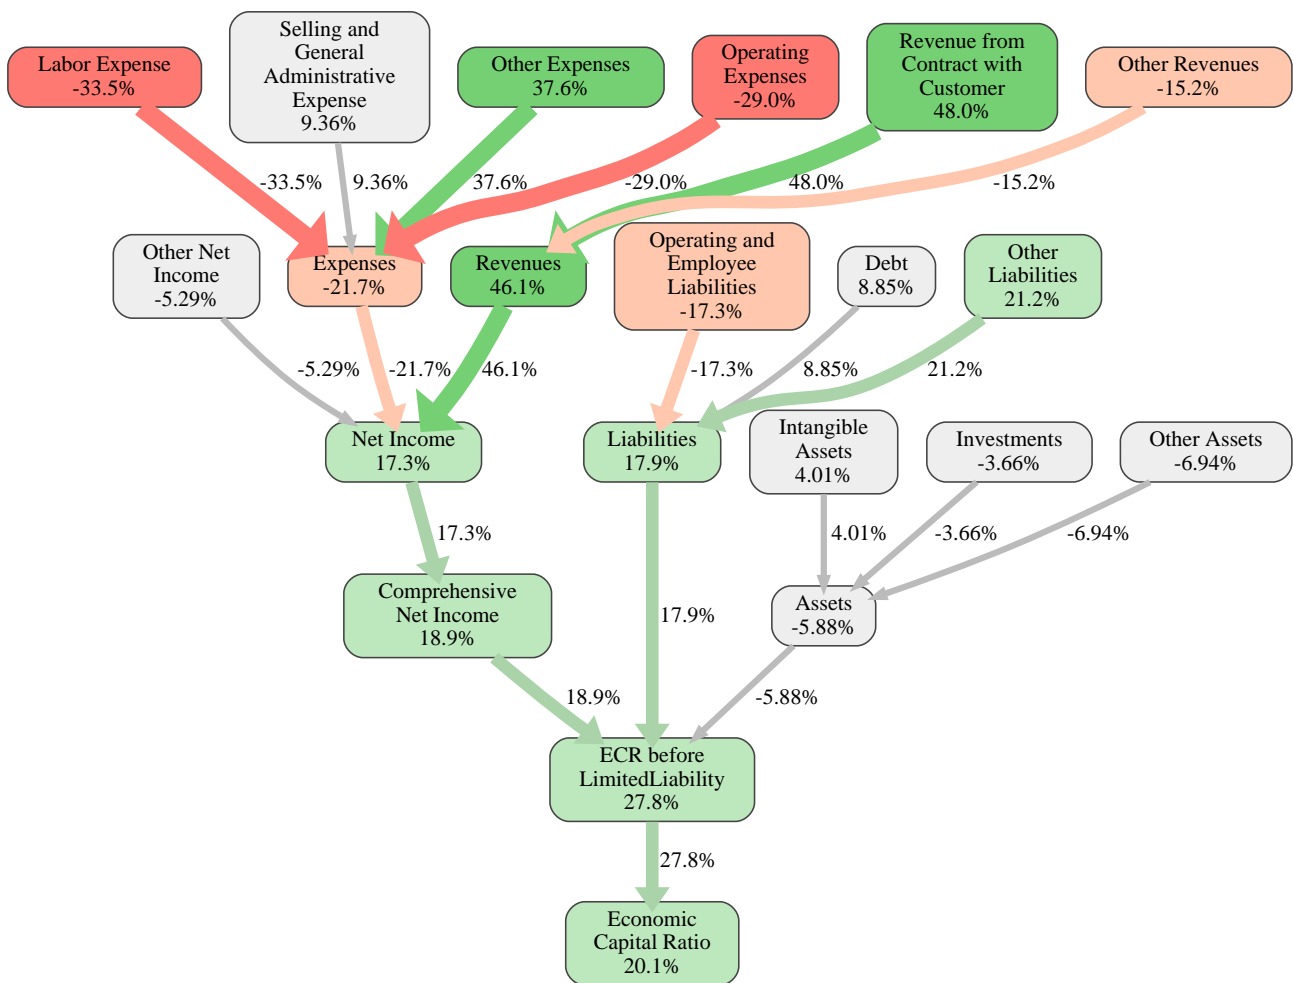 Labor Expense
-33.5%
Selling and
General
Administrative
Expense
9.36%
Other Expenses
37.6%
Operating
Expenses
-29.0%
Revenue from
Contract with
Customer
48.0%
Other Revenues
-15.2%
-33.5%
9.36%
37.6%
-29.0%
48.0%
-15.2%
Other Net
Income
-5.29%
Expenses
-21.7%
Revenues
46.1%
Operating and
Employee
Liabilities
-17.3%
Debt
8.85%
Other
Liabilities
21.2%
-5.29%
-21.7%
46.1%
-17.3%
8.85%
21.2%
Net Income
17.3%
Liabilities
17.9%
Intangible
Assets
4.01%
Investments
-3.66%
Other Assets
-6.94%
17.3%
4.01%
-3.66%
-6.94%
Comprehensive
Net Income
18.9%
17.9%
Assets
-5.88%
18.9%
-5.88%
ECR before
LimitedLiability
27.8%
27.8%
Economic
Capital Ratio
20.1%